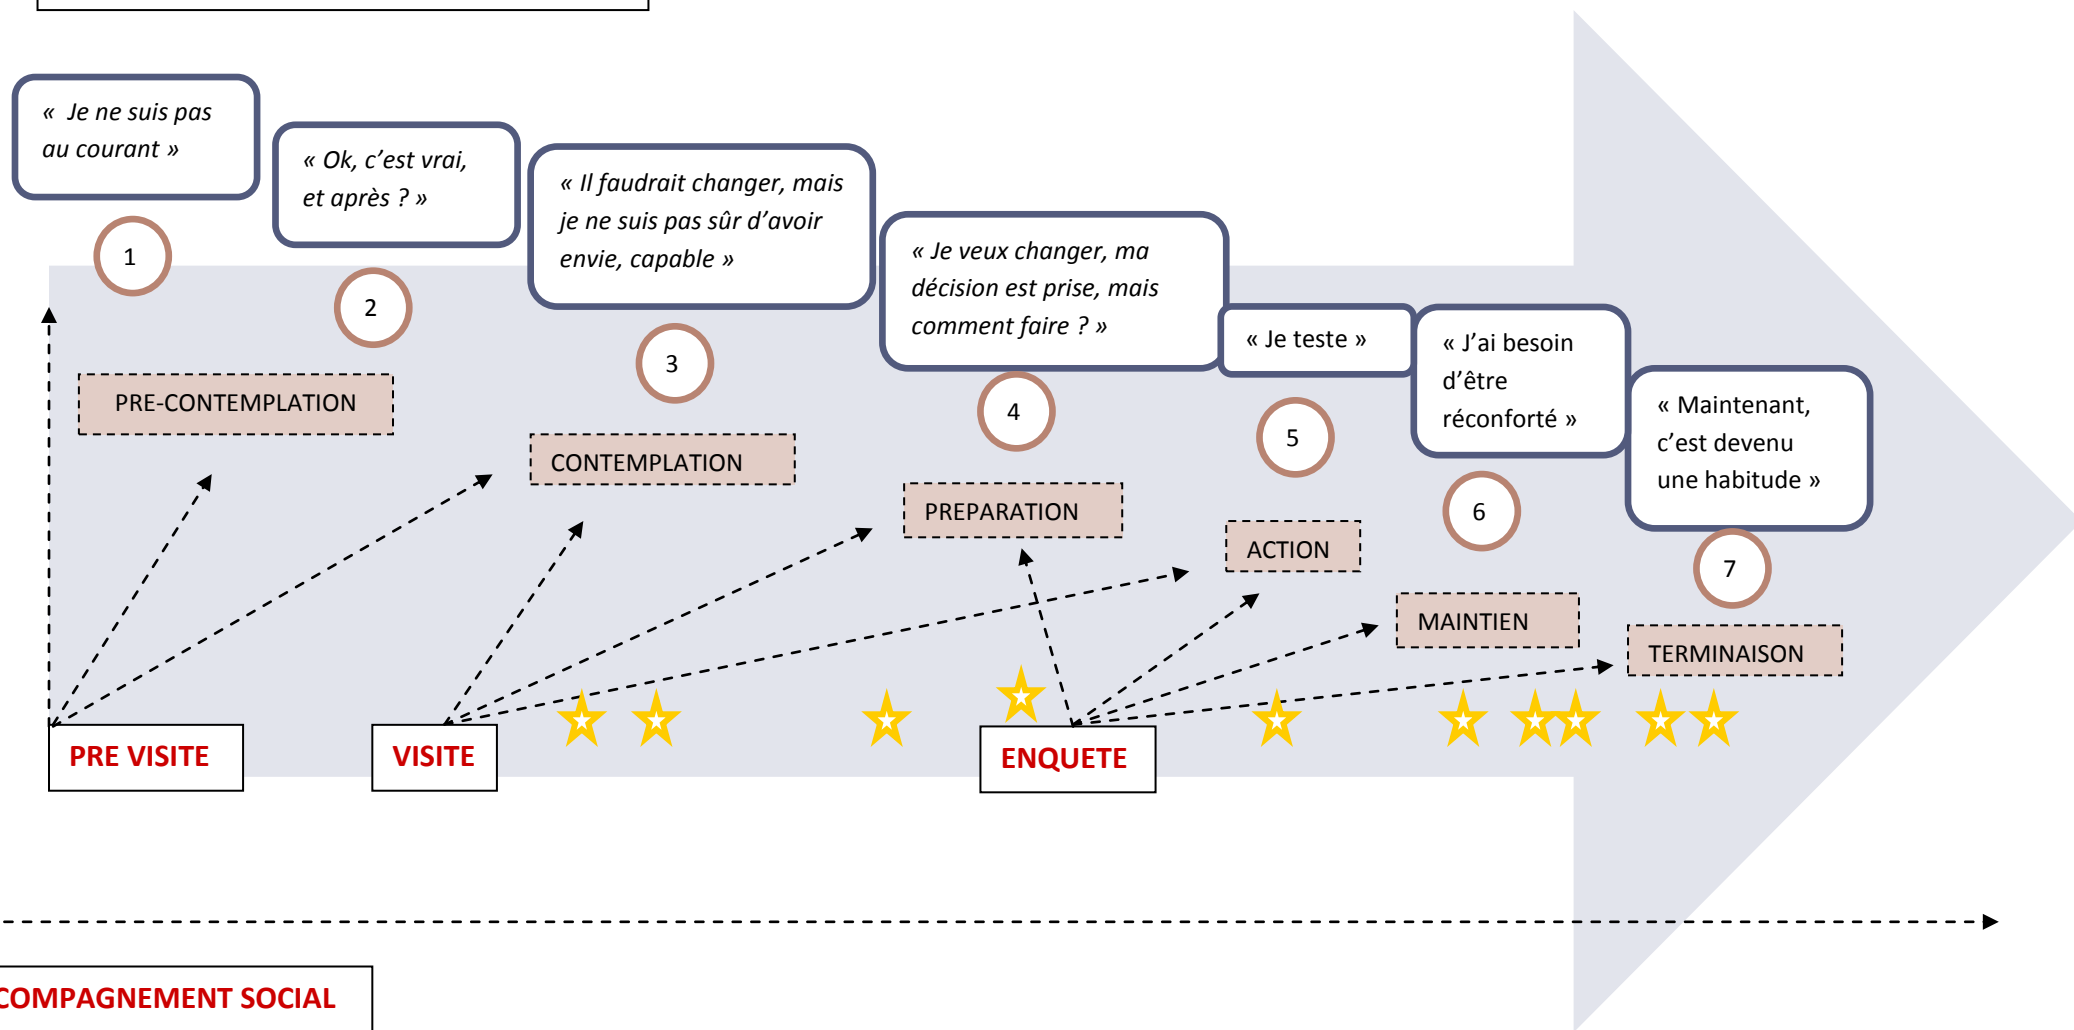 « Je ne suis pas
au courant »
« Ok, c’est vrai,
et après ? »
« Il faudrait changer, mais
je ne suis pas sûr d’avoir
envie, capable »
« Je veux changer, ma
décision est prise, mais
comment faire ? »
« Je teste »
« J’ai besoin
d’être
réconforté »
« Maintenant,
c’est devenu
une habitude »
1
2
3
4
5
6
7
PRE-CONTEMPLATION
CONTEMPLATION
PREPARATION
ACTION
MAINTIEN
TERMINAISON
PRE VISITE
VISITE
ENQUETE
COMPAGNEMENT SOCIAL